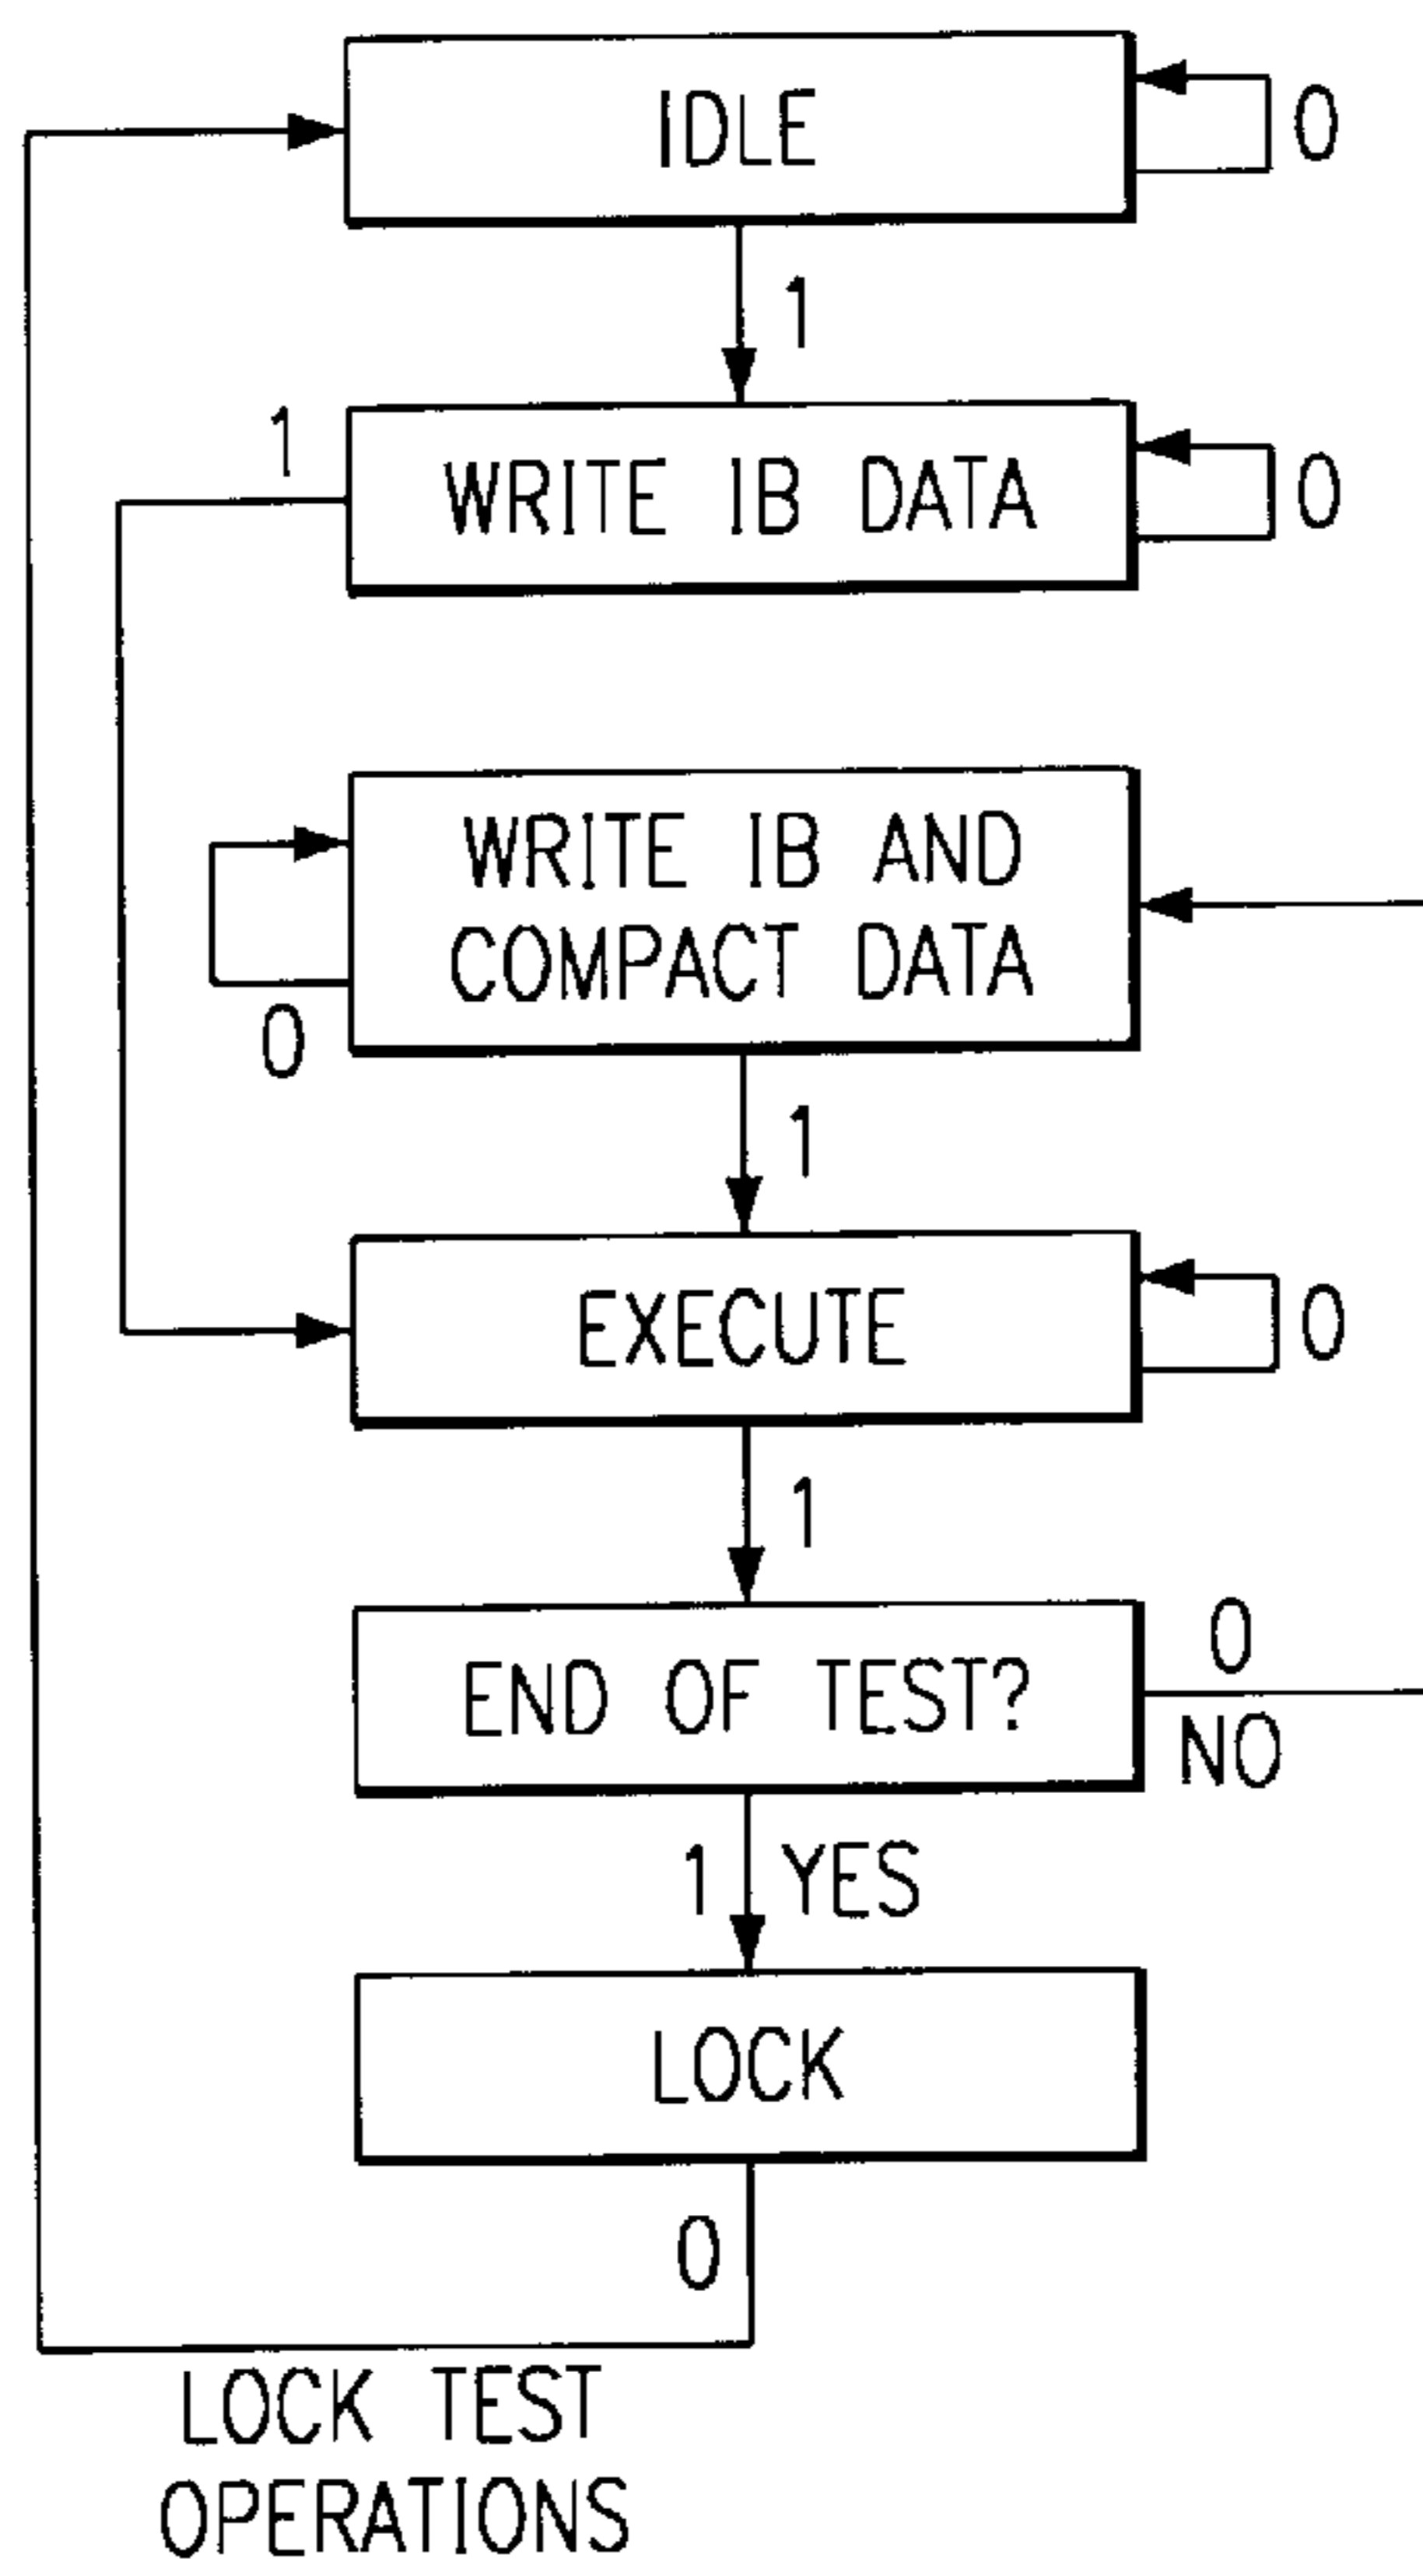 IDLE
0
1
1
WRITE IB DATA
0
WRITE IB AND
COMPACT DATA
0
1
EXECUTE
0
1
END OF TEST?
0
NO
1 YES
LOCK
0
LOCK TEST
OPERATIONS